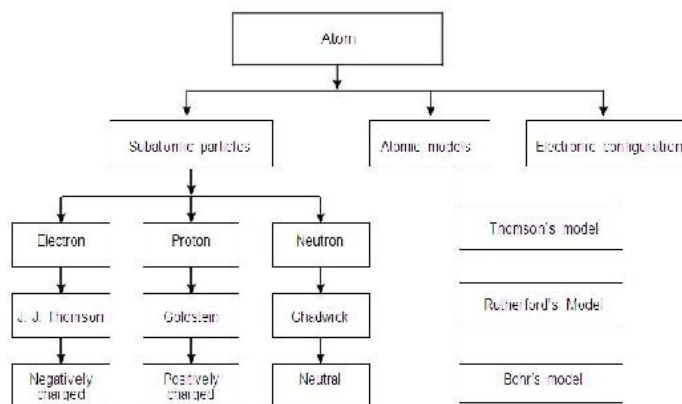 Atom
Subatomic particles
Atomic models
Electronic configuration
Electron
Proton
Neutron
Thomson's model
J. J. Thomson
Goldstein
Chadwick
Rutherford's Model
Negatively
charged
Positively
charged
Neutral
Bohr's model